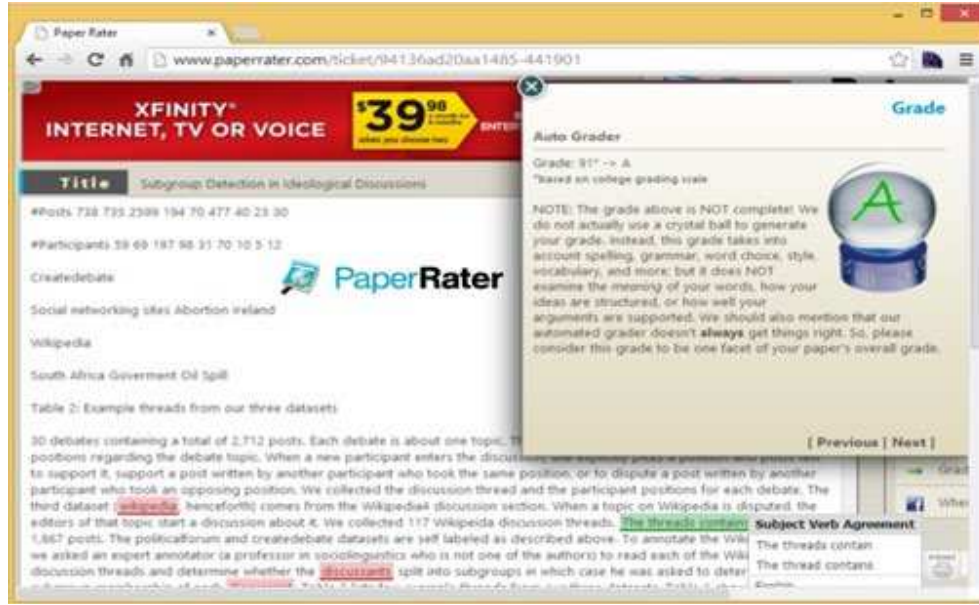 Paper Rater
www.paperrater.com/ticket/94136ad20aa1485-441901
XFINITY®
INTERNET, TV OR VOICE
$39.98
a month for
when you choose two
ENTER
Title Subgroup Detection in Ideological Discussions
#Posts 738 735 2599 194 70 477 40 23 30
#Participants 59 69 197 98 31 70 10 5 12
Createdebate
Social networking sites Abortion Ireland
Wikipedia
South Africa Goverment Oil Spill
Table 2: Example threads from our three datasets
30 debates containing a total of 2,712 posts. Each debate is about one topic.
positions regarding the debate topic. When a new participant enters the discussion,
to support it, support a post written by another participant who took the same position, or to dispute a post written by another
participant who took an opposing position. We collected the discussion thread and the participant positions for each debate. The
third dataset (wikipedia, henceforth) comes from the Wikipedia4 discussion section. When a topic on Wikipedia is disputed, the
editors of that topic start a discussion about it. We collected 117 Wikipeida discussion threads. The threads contains
1,867 posts. The politicalforum and createdebate datasets are self labeled as described above. To annotate the Wiki
we asked an expert annotator (a professor in sociolinguistics who is not one of the authors) to read each of the Wiki
discussion threads and determine whether the discussants split into subgroups in which case he was asked to deter
PaperRater
Grade
Auto Grader
Grade: 91* -> A
*based on college grading scale
NOTE: The grade above is NOT complete! We
do not actually use a crystal ball to generate
your grade. Instead, this grade takes into
account spelling, grammar, word choice, style,
vocabulary, and more; but it does NOT
examine the meaning of your words, how your
ideas are structured, or how well your
arguments are supported. We should also mention that our
automated grader doesn't always get things right. So, please
consider this grade to be one facet of your paper's overall grade.
A
[ Previous | Next ]
Grad
Subject Verb Agreement
The threads contain
The thread contains